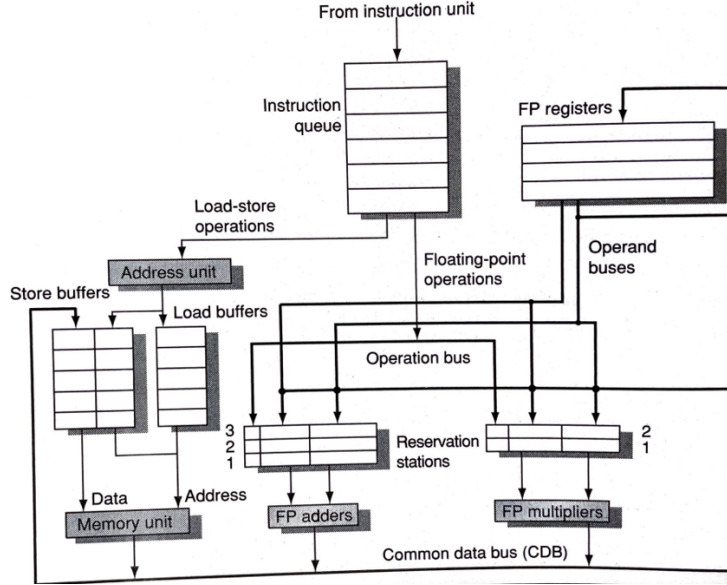 From instruction unit
Instruction
queue
FP registers
Load-store
operations
Address unit
Floating-point
operations
Operand
buses
Store buffers
Load buffers
Operation bus
3
2
1
Reservation
stations
2
1
Data
Address
Memory unit
FP adders
FP multipliers
Common data bus (CDB)